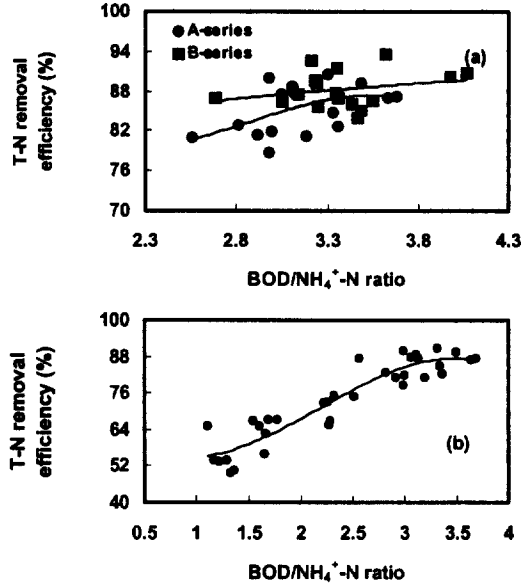 100
94
88
82
76
70
T-N removal
efficiency (%)
A-series
B-series
(a)
2.3 2.8 3.3 3.8 4.3
BOD/NH₄⁺-N ratio
100
88
76
64
52
40
T-N removal
efficiency (%)
(b)
0.5 1 1.5 2 2.5 3 3.5 4
BOD/NH₄⁺-N ratio